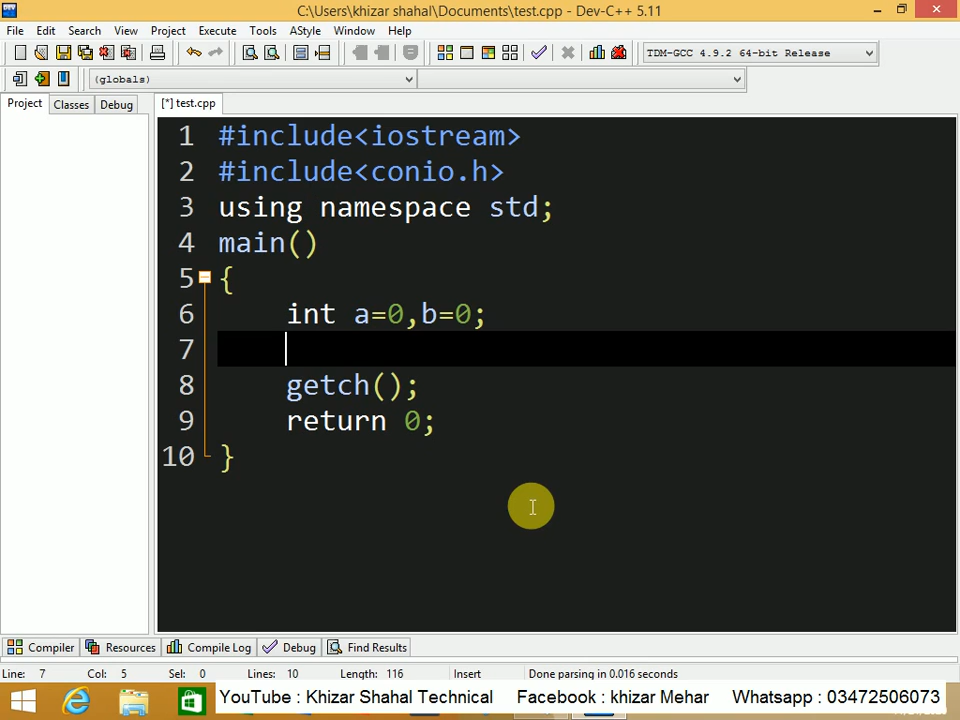 C:\Users\khizar shahal\Documents\test.cpp - Dev-C++ 5.11
File Edit Search View Project Execute Tools AStyle Window Help
TDM-GCC 4.9.2 64-bit Release
(globals)
Project Classes Debug [*] test.cpp
1 #include<iostream>
2 #include<conio.h>
3 using namespace std;
4 main()
5 {
6 int a=0,b=0;
7
8 getch();
9 return 0;
10 }
Compiler Resources Compile Log Debug Find Results
Line: 7 Col: 5 Sel: 0 Lines: 10 Length: 116 Insert Done parsing in 0.016 seconds
YouTube : Khizar Shahal Technical Facebook : khizar Mehar Whatsapp : 03472506073